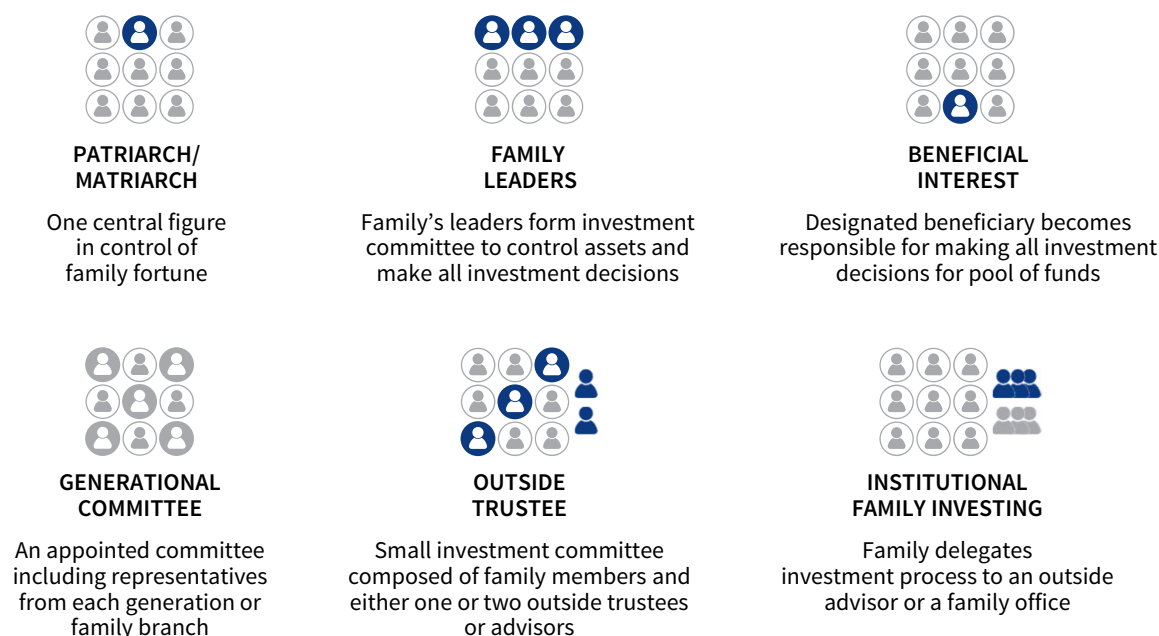 PATRIARCH/
MATRIARCH
One central figure
in control of
family fortune
FAMILY
LEADERS
Family’s leaders form investment
committee to control assets and
make all investment decisions
BENEFICIAL
INTEREST
Designated beneficiary becomes
responsible for making all investment
decisions for pool of funds
GENERATIONAL
COMMITTEE
An appointed committee
including representatives
from each generation or
family branch
OUTSIDE
TRUSTEE
Small investment committee
composed of family members and
either one or two outside trustees
or advisors
INSTITUTIONAL
FAMILY INVESTING
Family delegates
investment process to an outside
advisor or a family office